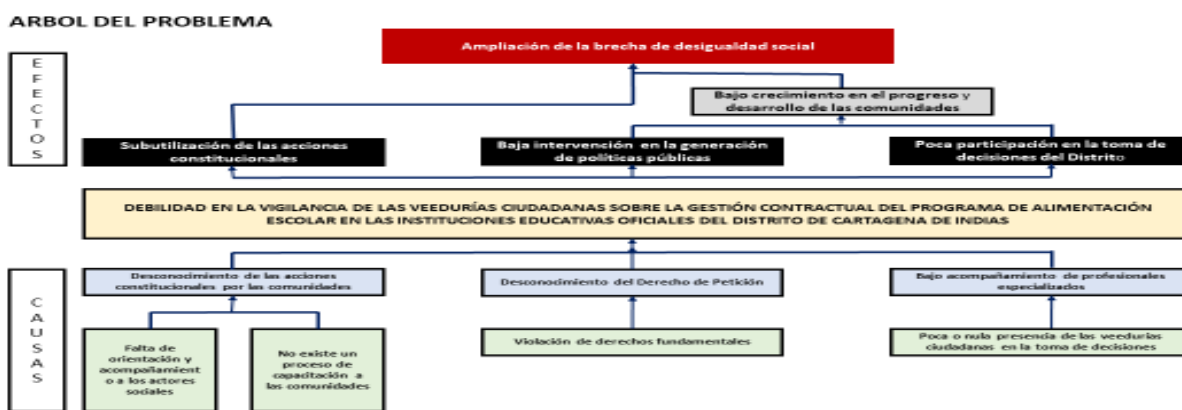 ARBOL DEL PROBLEMA
E
F
E
C
T
O
S
Ampliación de la brecha de desigualdad social
Bajo crecimiento en el progreso y
desarrollo de las comunidades
Subutilización de las acciones
constitucionales
Baja intervención en la generación
de políticas públicas
Poca participación en la toma de
decisiones del Distrito
DEBILIDAD EN LA VIGILANCIA DE LAS VEEDURÍAS CIUDADANAS SOBRE LA GESTIÓN CONTRACTUAL DEL PROGRAMA DE ALIMENTACIÓN
ESCOLAR EN LAS INSTITUCIONES EDUCATIVAS OFICIALES DEL DISTRITO DE CARTAGENA DE INDIAS
C
A
U
S
A
S
Desconocimiento de las acciones
constitucionales por las comunidades
Desconocimiento del Derecho de Petición
Bajo acompañamiento de profesionales
especializados
Falta de
orientación y
acompañamient
o a los actores
sociales
No existe un
proceso de
capacitación a
las comunidades
Violación de derechos fundamentales
Poca o nula presencia de las veedurías
ciudadanas en la toma de decisiones